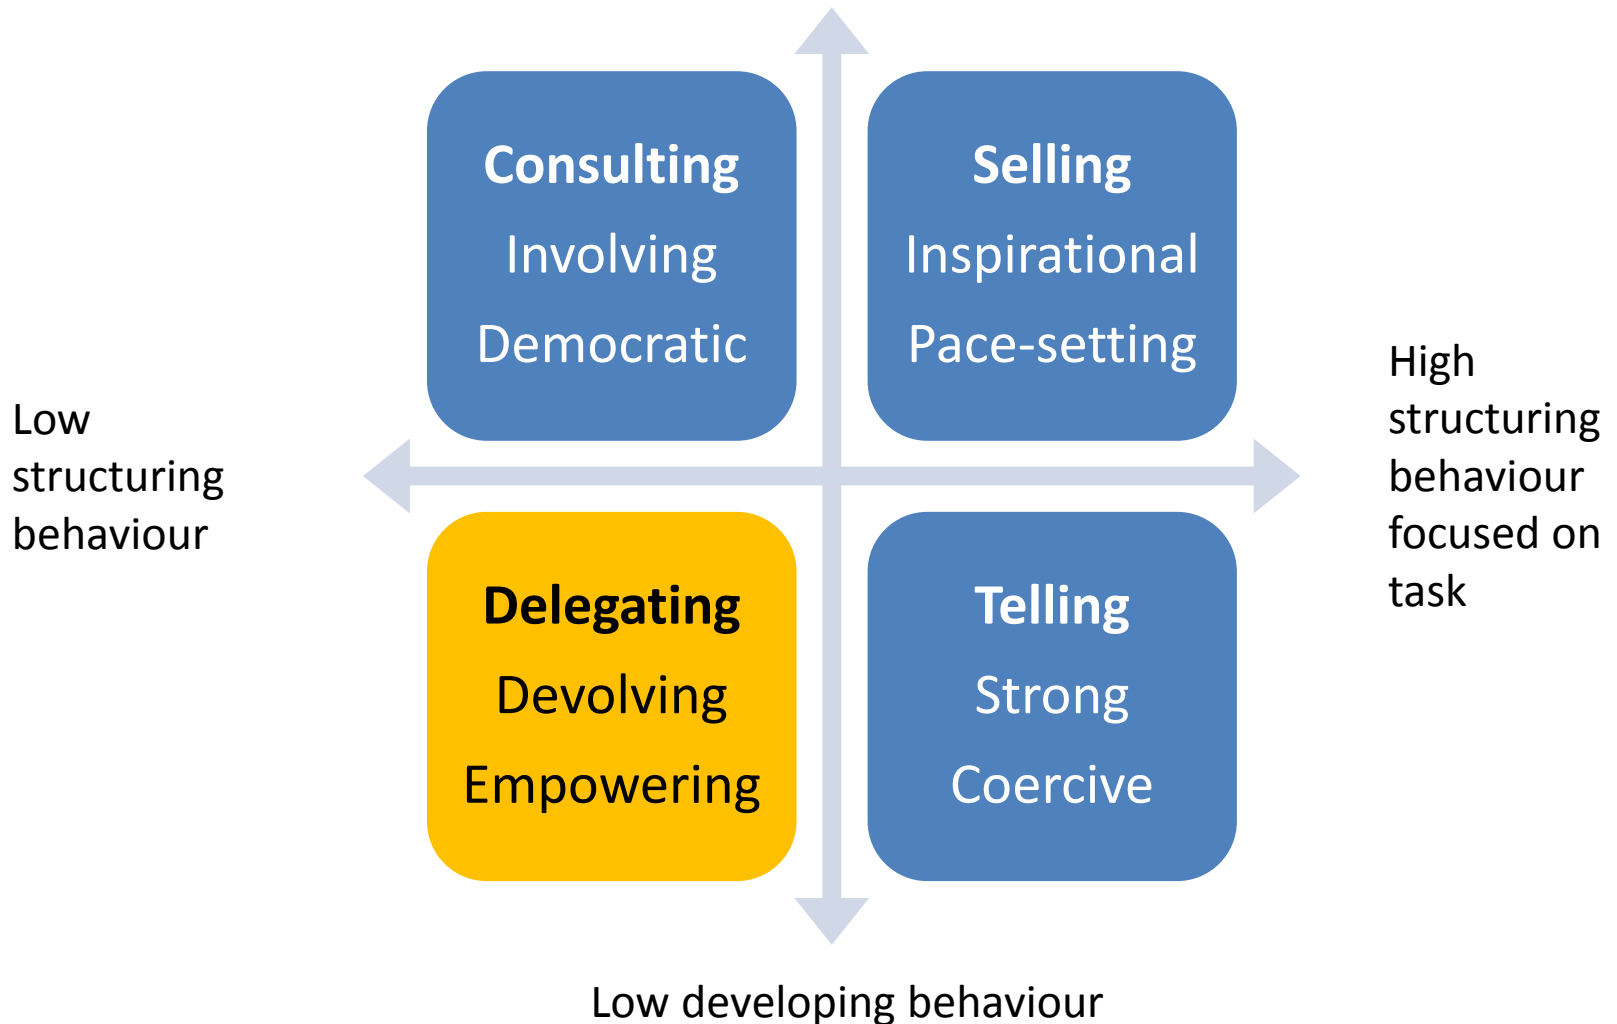 Consulting
Involving
Democratic
Selling
Inspirational
Pace-setting
Low
structuring
behaviour
High
structuring
behaviour
focused on
task
Delegating
Devolving
Empowering
Telling
Strong
Coercive
Low developing behaviour